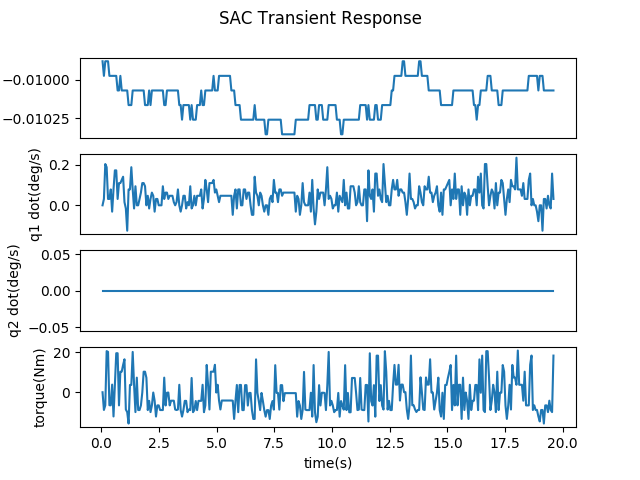 SAC Transient Response
−0.01000
−0.01025
q1 dot(deg/s)
0.2
0.0
q2 dot(deg/s)
0.05
0.00
−0.05
torque(Nm)
20
0
0.0 2.5 5.0 7.5 10.0 12.5 15.0 17.5 20.0
time(s)